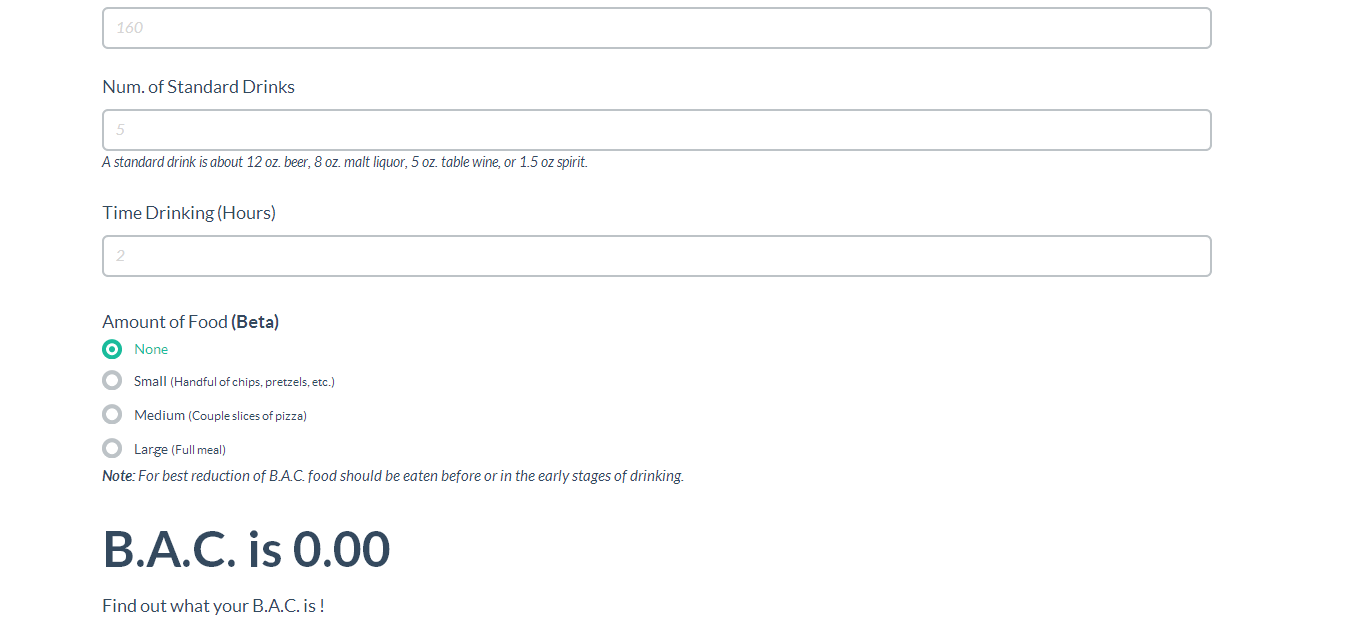 160
Num. of Standard Drinks
5
A standard drink is about 12 oz. beer, 8 oz. malt liquor, 5 oz. table wine, or 1.5 oz spirit.
Time Drinking (Hours)
2
Amount of Food (Beta)
None
Small (Handful of chips, pretzels, etc.)
Medium (Couple slices of pizza)
Large (Full meal)
Note: For best reduction of B.A.C. food should be eaten before or in the early stages of drinking.
B.A.C. is 0.00
Find out what your B.A.C. is !